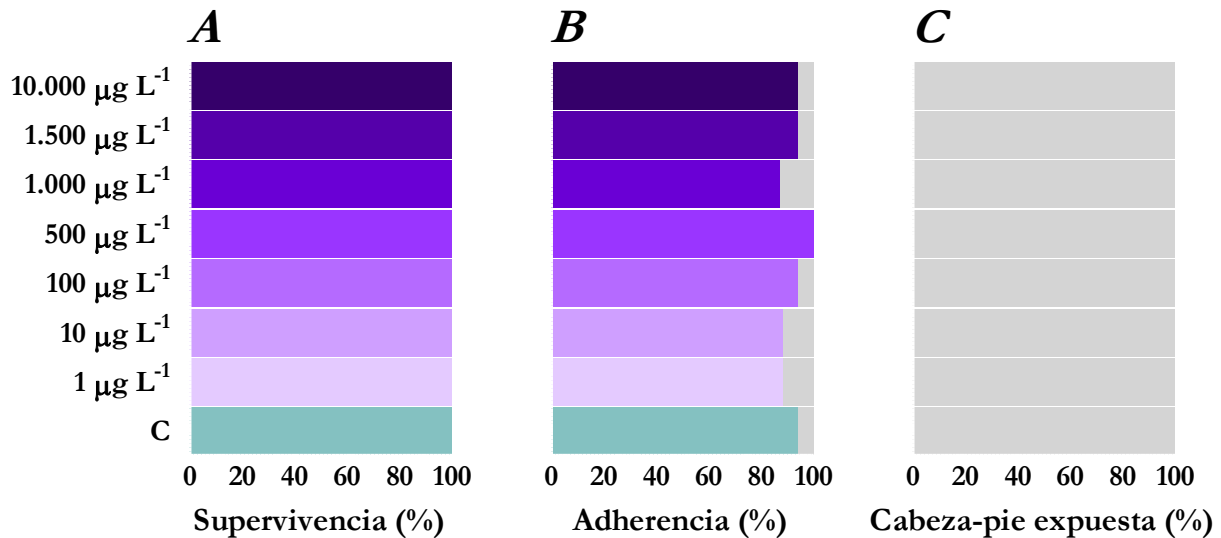 A B C
10.000 µg L⁻¹
1.500 µg L⁻¹
1.000 µg L⁻¹
500 µg L⁻¹
100 µg L⁻¹
10 µg L⁻¹
1 µg L⁻¹
C
0 20 40 60 80 100 0 20 40 60 80 100 0 20 40 60 80 100
Supervivencia (%) Adherencia (%) Cabeza-pie expuesta (%)